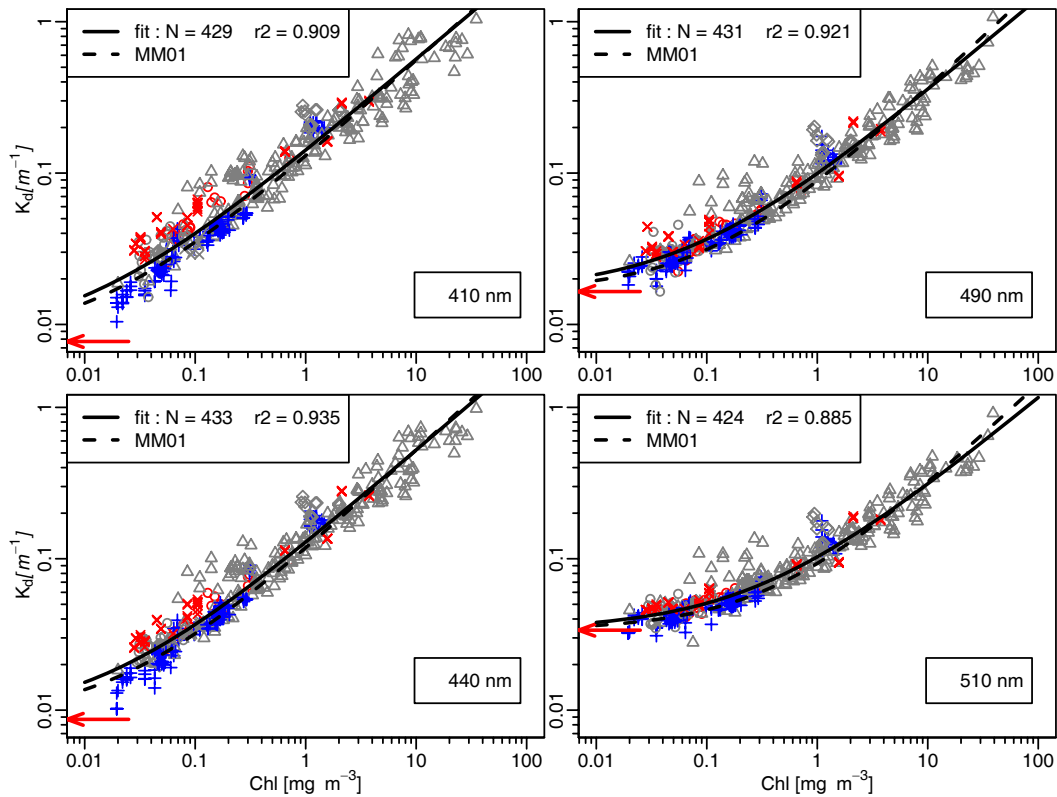 fit : N = 429 r2 = 0.909
MM01
410 nm
K_d[m^−1]
0.01 0.1 1
0.01 0.1 1 10 100
fit : N = 431 r2 = 0.921
MM01
490 nm
0.01 0.1 1
0.01 0.1 1 10 100
fit : N = 433 r2 = 0.935
MM01
440 nm
K_d[m^−1]
0.01 0.1 1
0.01 0.1 1 10 100
Chl [mg m^−3]
fit : N = 424 r2 = 0.885
MM01
510 nm
0.01 0.1 1
0.01 0.1 1 10 100
Chl [mg m^−3]